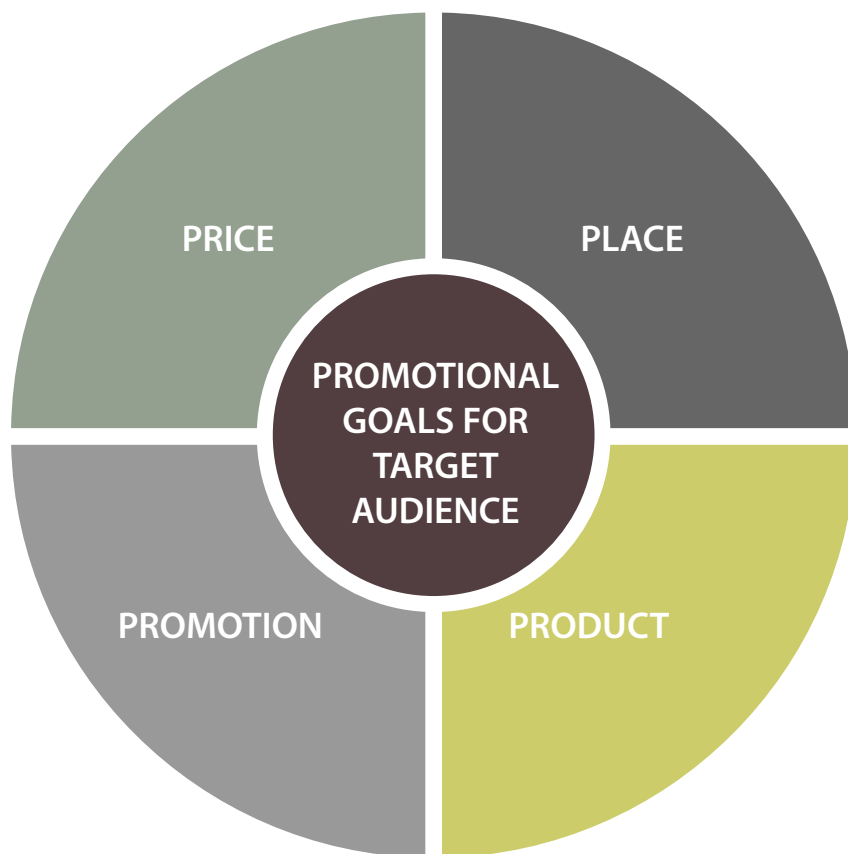 PRICE
PLACE
PROMOTIONAL
GOALS FOR
TARGET
AUDIENCE
PROMOTION
PRODUCT